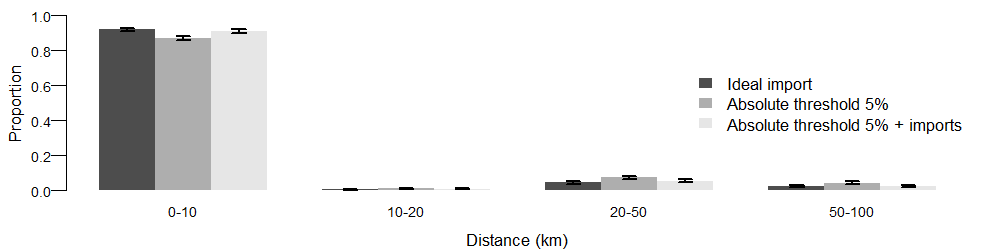 1.0
0.8
0.6
0.4
0.2
0.0
Proportion
Ideal import
Absolute threshold 5%
Absolute threshold 5% + imports
0-10
10-20
20-50
50-100
Distance (km)